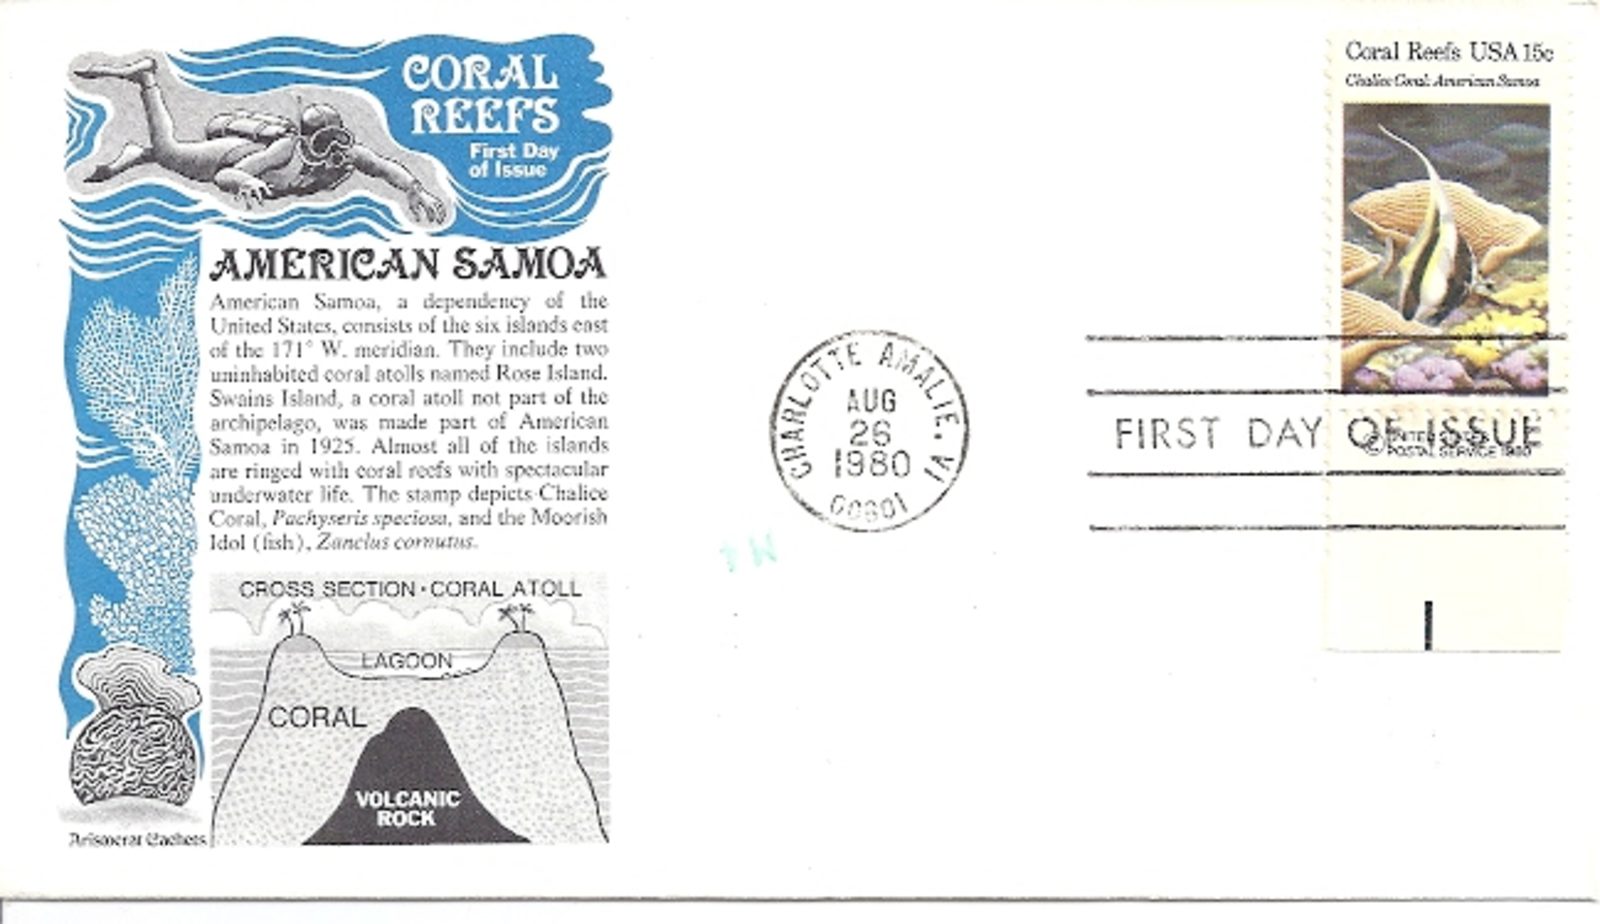 CORAL
REEFS
First Day
of Issue
AMERICAN SAMOA
American Samoa, a dependency of the
United States, consists of the six islands east
of the 171° W. meridian. They include two
uninhabited coral atolls named Rose Island.
Swains Island, a coral atoll not part of the
archipelago, was made part of American
Samoa in 1925. Almost all of the islands
are ringed with coral reefs with spectacular
underwater life. The stamp depicts Chalice
Coral, Pachyseris speciosa, and the Moorish
Idol (fish), Zanclus cornutus.
CROSS SECTION · CORAL ATOLL
LAGOON
CORAL
VOLCANIC
ROCK
Aristocrat Cachets
CHARLOTTE AMALIE. VI
AUG
26
1980
00801
Coral Reefs USA 15c
Chalice Coral: American Samoa
FIRST DAY OF ISSUE
© UNITED STATES
POSTAL SERVICE 1980